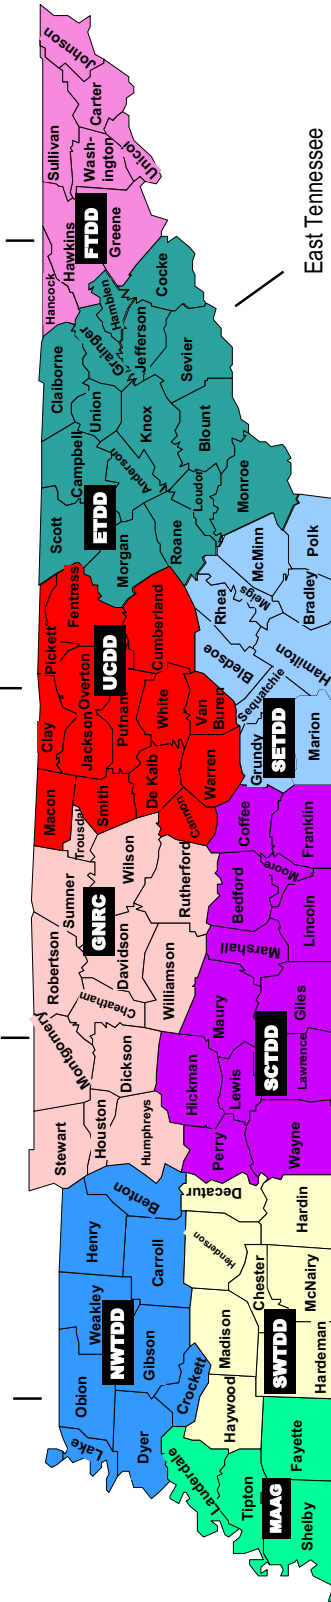 Johnson
Carter
Sullivan
Wash-
ington
Unicoi
Greene
FTDD
Hawkins
Hancock
East Tennessee
Cocke
Hamblen
Grainger
Jefferson
Sevier
Claiborne
Union
Knox
Blount
Campbell
Anderson
Loudon
Monroe
Scott
ETDD
Morgan
Roane
McMinn
Polk
Meigs
Bradley
Rhea
Hamilton
Bledsoe
Sequatchie
SETDD
Marion
Grundy
Fentress
Pickett
Overton
UCDD
Cumberland
Putnam
White
Van
Buren
Clay
Jackson
De Kalb
Warren
Smith
Cannon
Macon
Trousdal
Wilson
Rutherford
Sumner
GNRC
Davidson
Williamson
Robertson
Cheatham
Montgomery
Dickson
Houston
Humphreys
Stewart
Coffee
Franklin
Moore
Bedford
Lincoln
Marshall
Maury
Giles
SCTDD
Lawrence
Hickman
Lewis
Perry
Wayne
Benton
Henry
Carroll
Weakley
NWTDD
Gibson
Obion
Crockett
Lake
Dyer
Decatur
Hardin
Henderson
Chester
McNairy
Madison
SWTDD
Hardeman
Haywood
Lauderdale
Tipton
Fayette
MAAG
Shelby